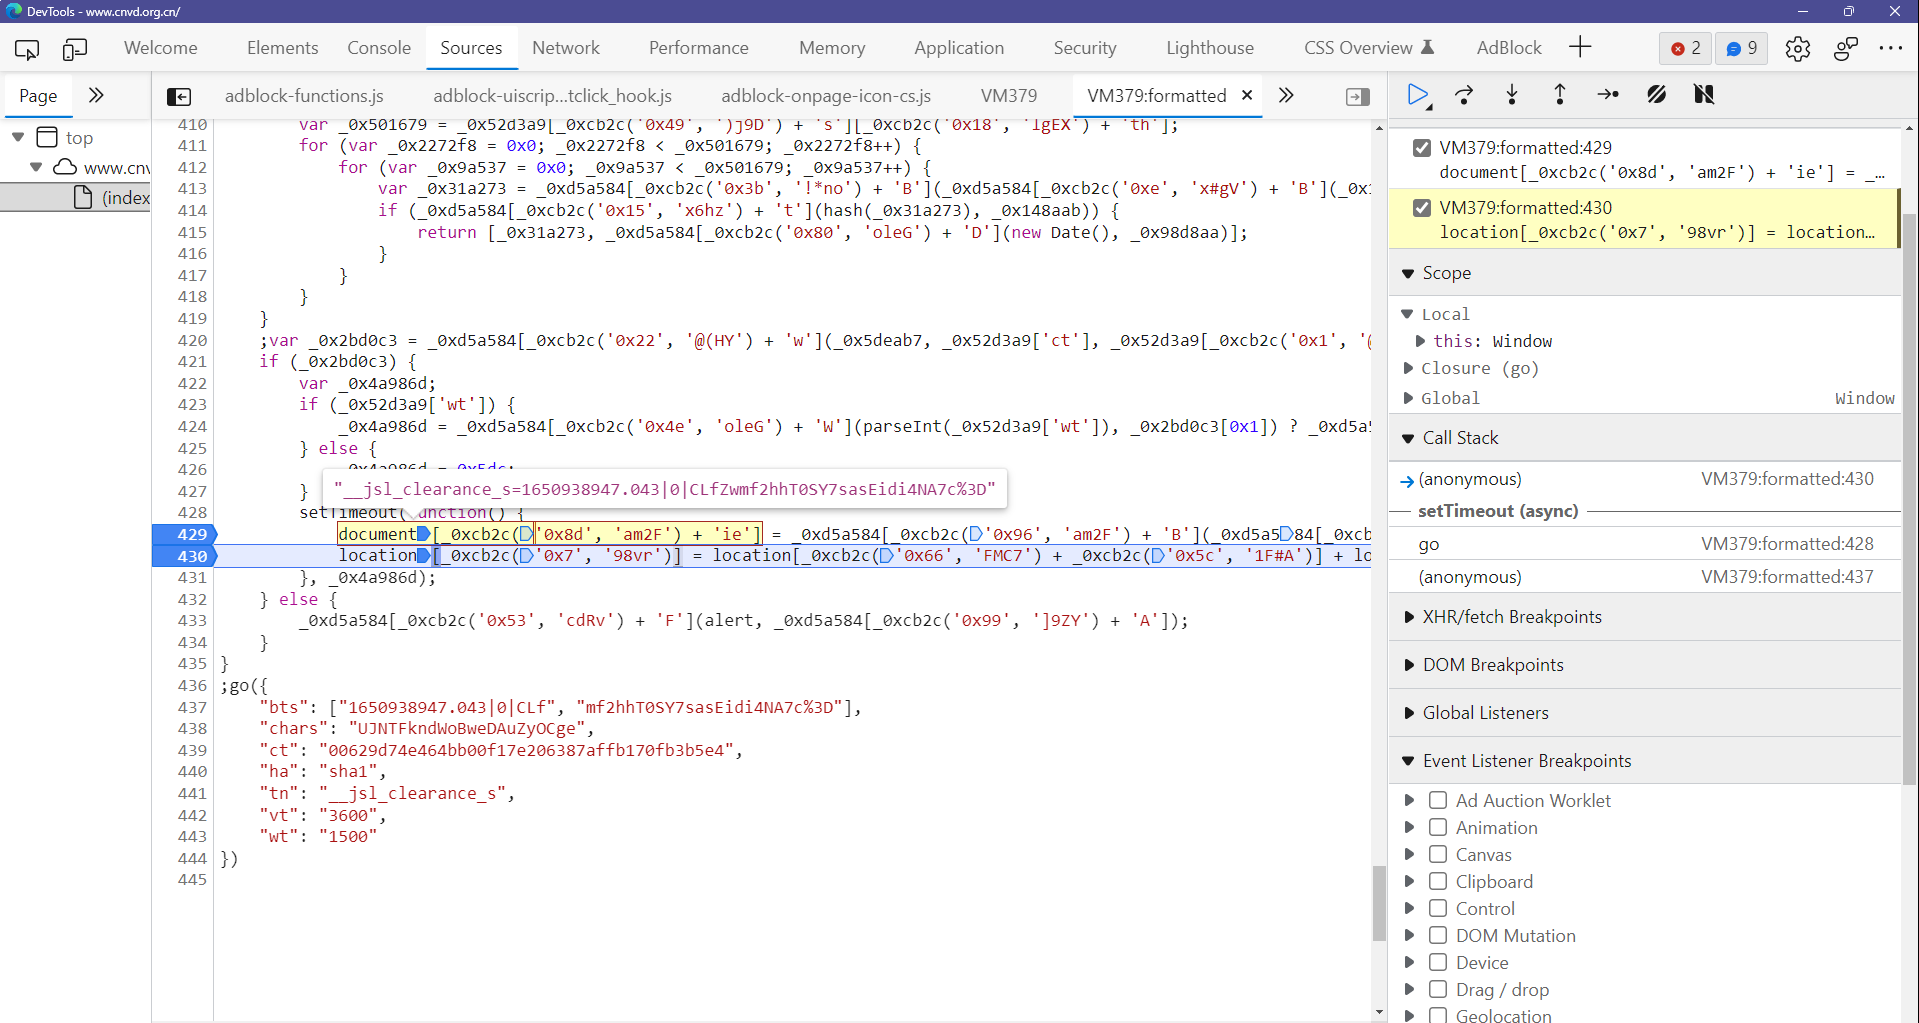 DevTools - www.cnvd.org.cn/
Welcome Elements Console Sources Network Performance Memory Application Security Lighthouse CSS Overview AdBlock 2 9
Page
adblock-functions.js adblock-uiscrip...tclick_hook.js adblock-onpage-icon-cs.js VM379 VM379:formatted
top
www.cnv
(index
410 var _0x501679 = _0x52d3a9[_0xcb2c('0x49', ')j9D') + 's'][_0xcb2c('0x18', 'lgEX') + 'th'];
411 for (var _0x2272f8 = 0x0; _0x2272f8 < _0x501679; _0x2272f8++) {
412 for (var _0x9a537 = 0x0; _0x9a537 < _0x501679; _0x9a537++) {
413 var _0x31a273 = _0xd5a584[_0xcb2c('0x3b', '!*no') + 'B'](_0xd5a584[_0xcb2c('0xe', 'x#gV') + 'B'](_0x1
414 if (_0xd5a584[_0xcb2c('0x15', 'x6hz') + 't'](hash(_0x31a273), _0x148aab)) {
415 return [_0x31a273, _0xd5a584[_0xcb2c('0x80', 'oleG') + 'D'](new Date(), _0x98d8aa)];
416 }
417 }
418 }
419 }
420 ;var _0x2bd0c3 = _0xd5a584[_0xcb2c('0x22', '@(HY') + 'w'](_0x5deab7, _0x52d3a9['ct'], _0x52d3a9[_0xcb2c('0x1', '@
421 if (_0x2bd0c3) {
422 var _0x4a986d;
423 if (_0x52d3a9['wt']) {
424 _0x4a986d = _0xd5a584[_0xcb2c('0x4e', 'oleG') + 'W'](parseInt(_0x52d3a9['wt']), _0x2bd0c3[0x1]) ? _0xd5a5
425 } else {
426 _0x4a986d = 0x5dc;
427 }
"__jsl_clearance_s=1650938947.043|0|CLfZwmf2hhT0SY7sasEidi4NA7c%3D"
428 setTimeout(function() {
429 document[_0xcb2c('0x8d', 'am2F') + 'ie'] = _0xd5a584[_0xcb2c('0x96', 'am2F') + 'B'](_0xd5a584[_0xcb
430 location[_0xcb2c('0x7', '98vr')] = location[_0xcb2c('0x66', 'FMC7') + _0xcb2c('0x5c', '1F#A')] + lo
431 }, _0x4a986d);
432 } else {
433 _0xd5a584[_0xcb2c('0x53', 'cdRv') + 'F'](alert, _0xd5a584[_0xcb2c('0x99', ']9ZY') + 'A']);
434 }
435 }
436 ;go({
437 "bts": ["1650938947.043|0|CLf", "mf2hhT0SY7sasEidi4NA7c%3D"],
438 "chars": "UJNTFkndWoBweDAuZyOCge",
439 "ct": "00629d74e464bb00f17e206387affb170fb3b5e4",
440 "ha": "sha1",
441 "tn": "__jsl_clearance_s",
442 "vt": "3600",
443 "wt": "1500"
444 })
445
VM379:formatted:429
document[_0xcb2c('0x8d', 'am2F') + 'ie'] = _...
VM379:formatted:430
location[_0xcb2c('0x7', '98vr')] = location...
Scope
Local
this: Window
Closure (go)
Global Window
Call Stack
(anonymous) VM379:formatted:430
setTimeout (async)
go VM379:formatted:428
(anonymous) VM379:formatted:437
XHR/fetch Breakpoints
DOM Breakpoints
Global Listeners
Event Listener Breakpoints
Ad Auction Worklet
Animation
Canvas
Clipboard
Control
DOM Mutation
Device
Drag / drop
Geolocation